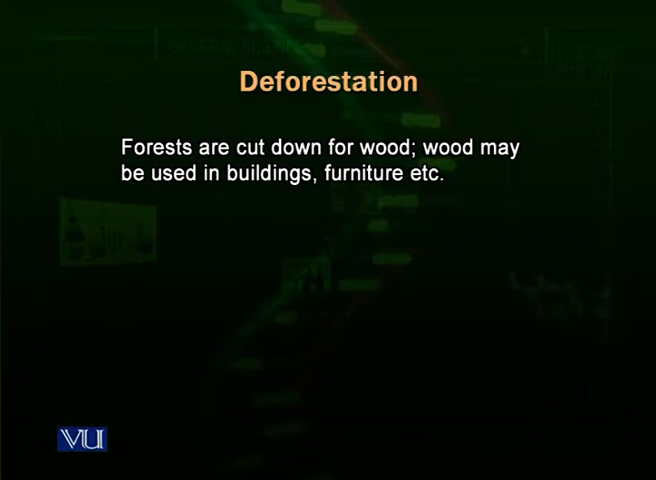 Deforestation
Forests are cut down for wood; wood may
be used in buildings, furniture etc.
VU